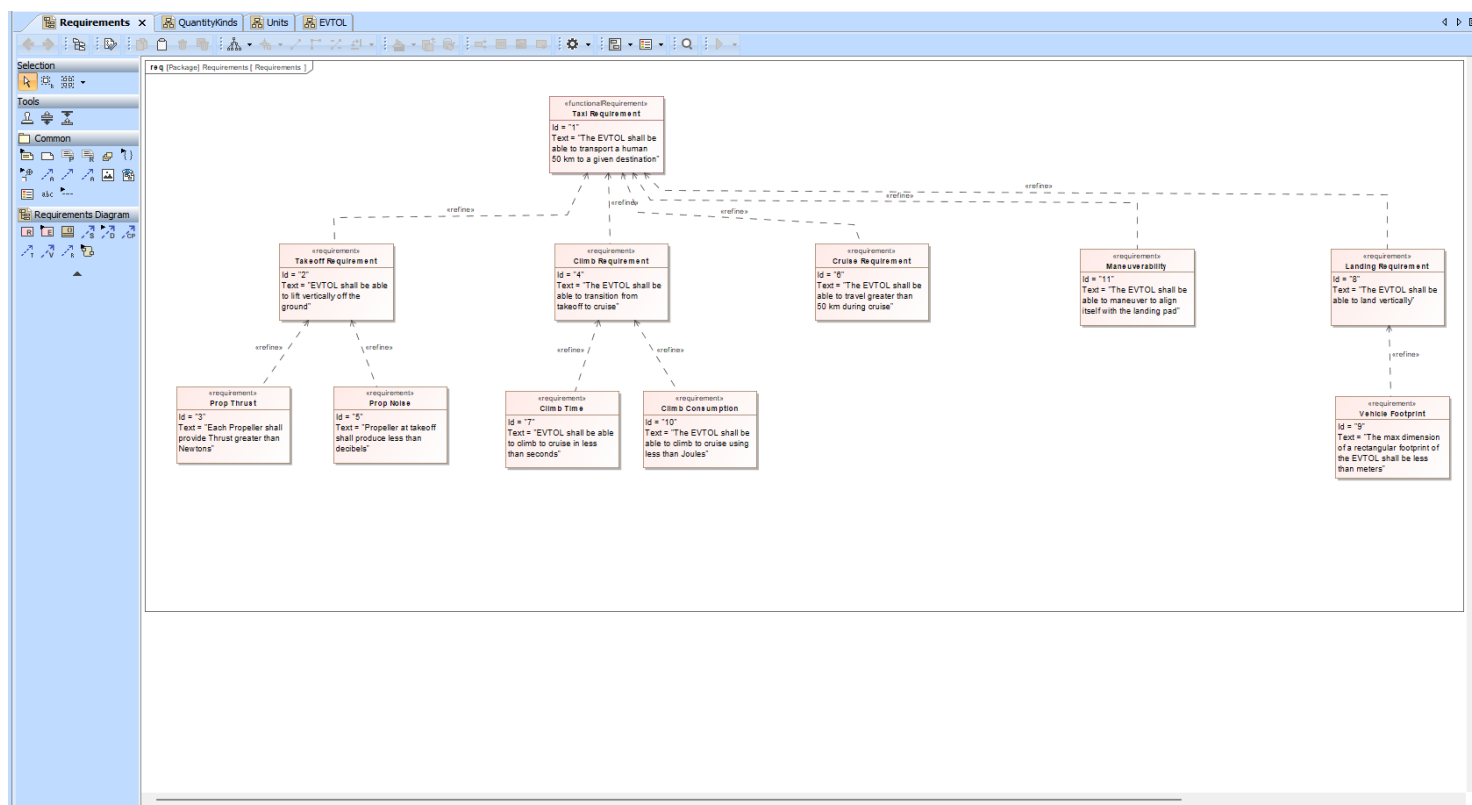 Requirements
QuantityKinds
Units
EVTOL
Selection
Tools
Common
Requirements Diagram
req [Package] Requirements [ Requirements ]
«functionalRequirement»
Taxi Requirement
Id = "1"
Text = "The EVTOL shall be
able to transport a human
50 km to a given destination"
«refine»
«refine»
«refine»
«refine»
«refine»
«requirement»
Takeoff Requirement
Id = "2"
Text = "EVTOL shall be able
to lift vertically off the
ground"
«requirement»
Climb Requirement
Id = "4"
Text = "The EVTOL shall be
able to transition from
takeoff to cruise"
«requirement»
Cruise Requirement
Id = "6"
Text = "The EVTOL shall be
able to travel greater than
50 km during cruise"
«requirement»
Maneuverability
Id = "11"
Text = "The EVTOL shall be
able to maneuver to align
itself with the landing pad"
«requirement»
Landing Requirement
Id = "8"
Text = "The EVTOL shall be
able to land vertically"
«refine»
«refine»
«refine»
«refine»
«refine»
«requirement»
Prop Thrust
Id = "3"
Text = "Each Propeller shall
provide Thrust greater than
Newtons"
«requirement»
Prop Noise
Id = "5"
Text = "Propeller at takeoff
shall produce less than
decibels"
«requirement»
Climb Time
Id = "7"
Text = "EVTOL shall be able
to climb to cruise in less
than seconds"
«requirement»
Climb Consumption
Id = "10"
Text = "The EVTOL shall be
able to climb to cruise using
less than Joules"
«requirement»
Vehicle Footprint
Id = "9"
Text = "The max dimension
of a rectangular footprint of
the EVTOL shall be less
than meters"